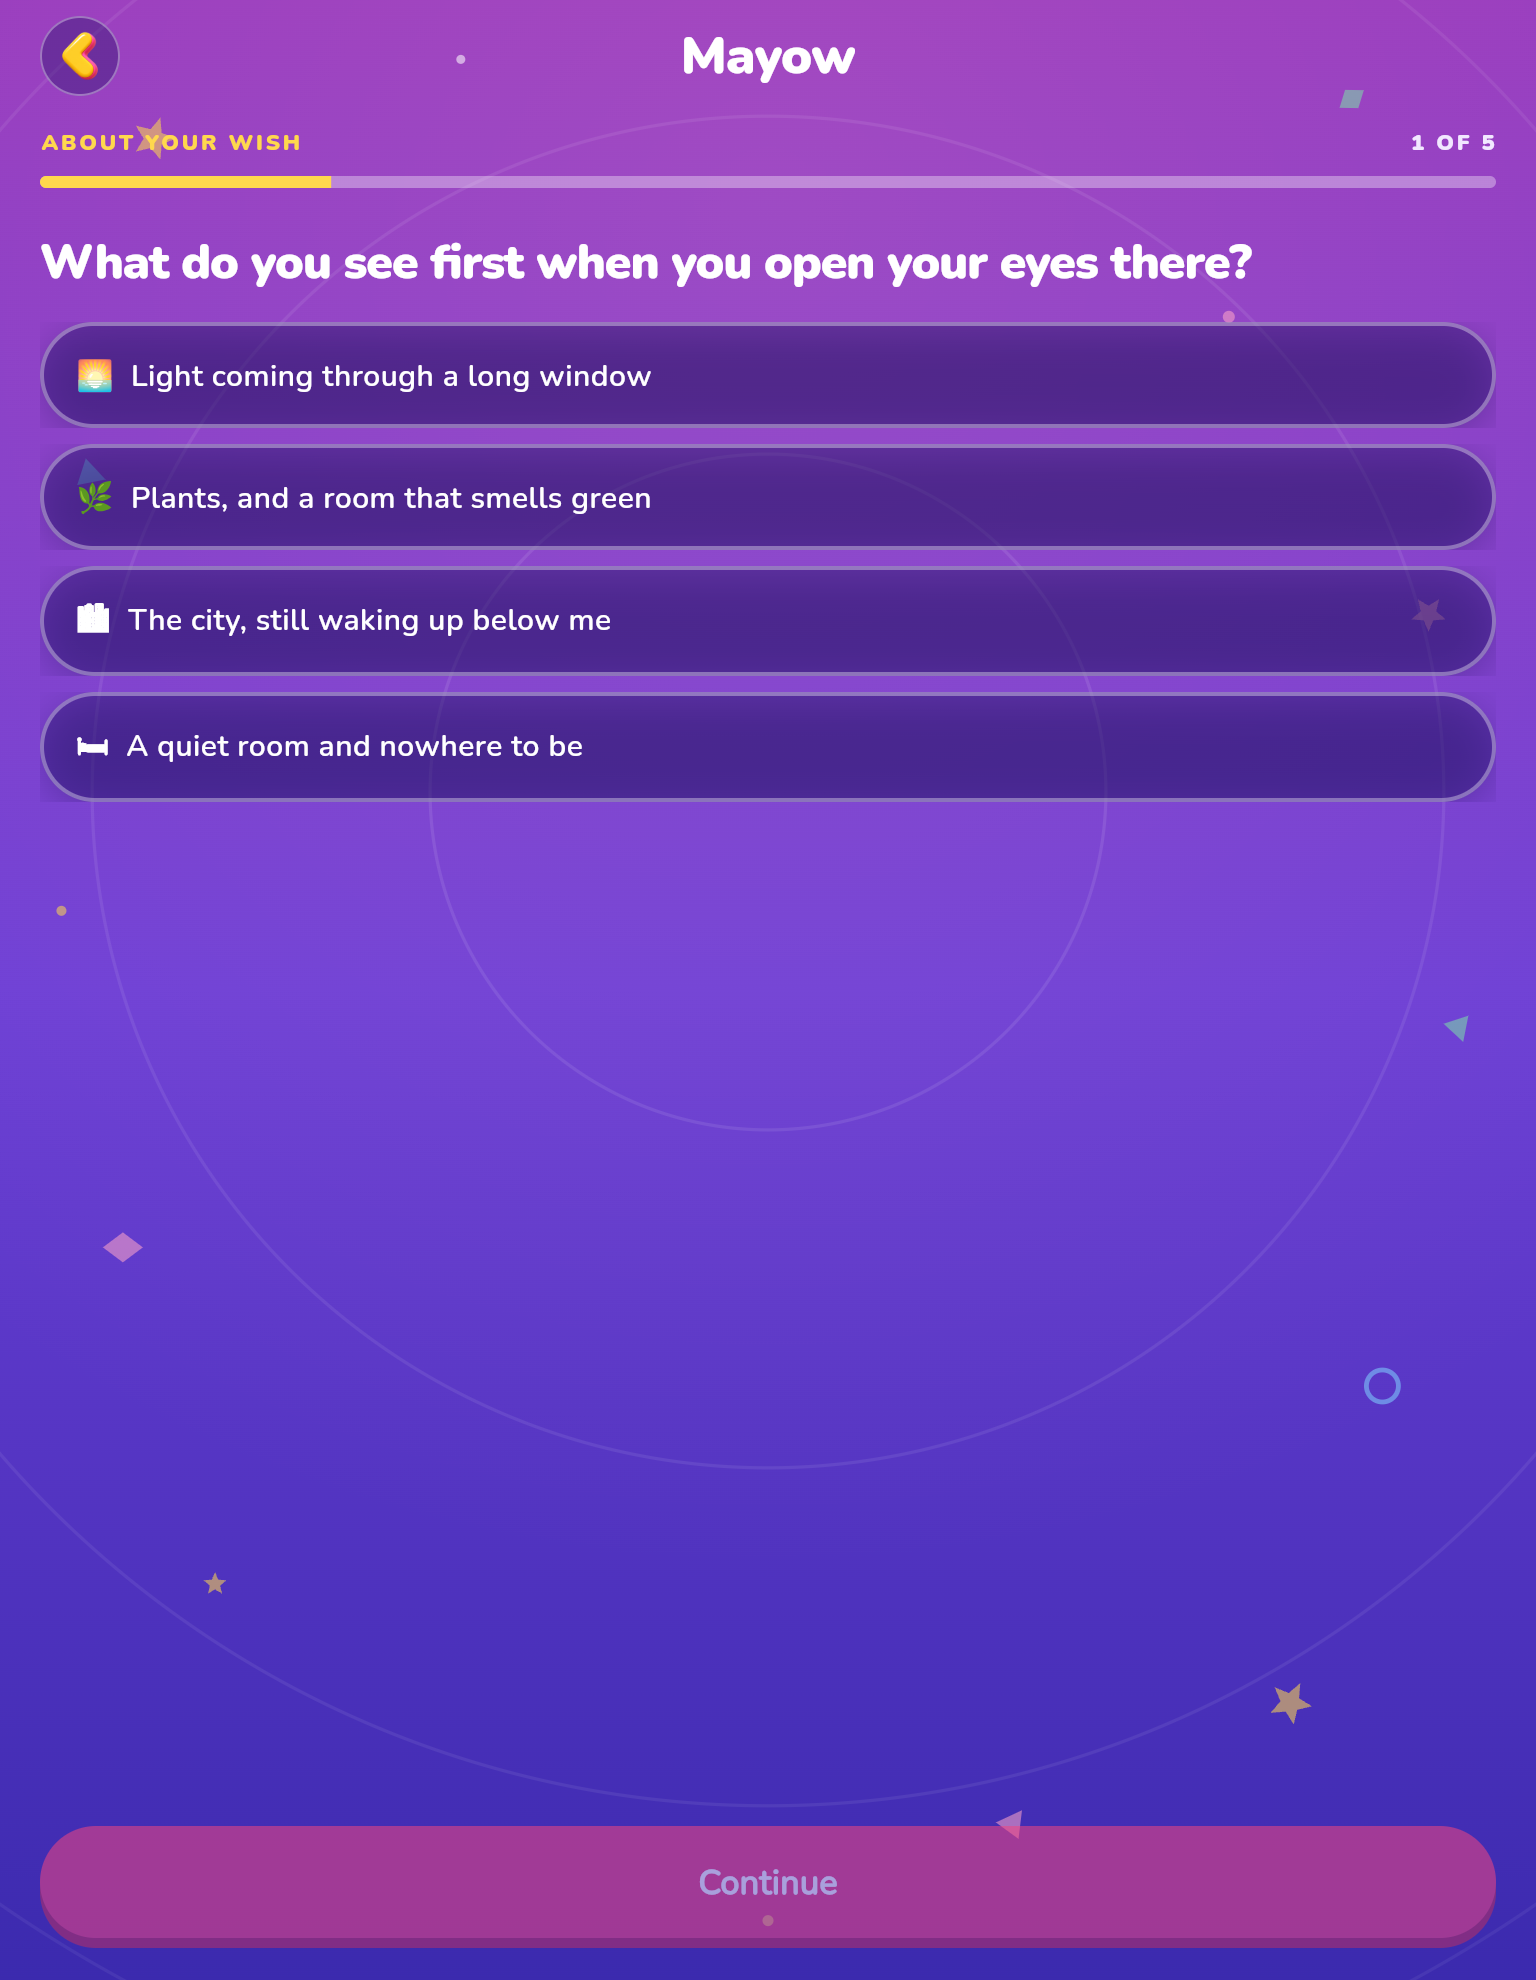 Mayow
ABOUT YOUR WISH
1 OF 5
What do you see first when you open your eyes there?
Light coming through a long window
Plants, and a room that smells green
The city, still waking up below me
A quiet room and nowhere to be
Continue